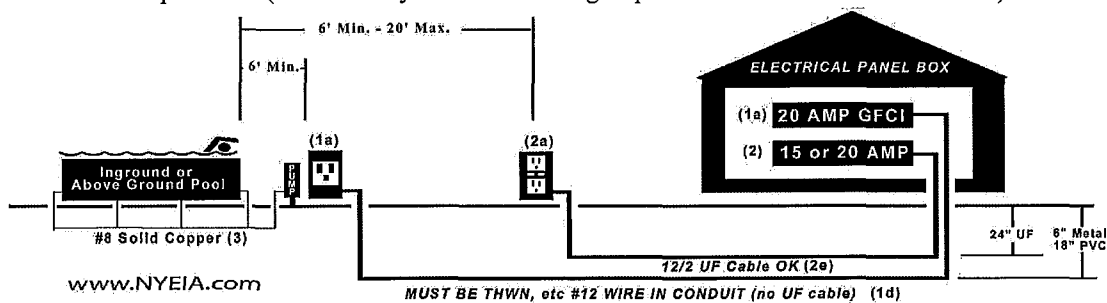 6' Min. - 20' Max.
6' Min.
ELECTRICAL PANEL BOX
(1a) 20 AMP GFCI
(2) 15 or 20 AMP
(1a)
(2a)
PUMP
Inground or
Above Ground Pool
#8 Solid Copper (3)
24" UF
6" Metal
18" PVC
12/2 UF Cable OK (2e)
www.NYEIA.com
MUST BE THWN, etc #12 WIRE IN CONDUIT (no UF cable) (1d)